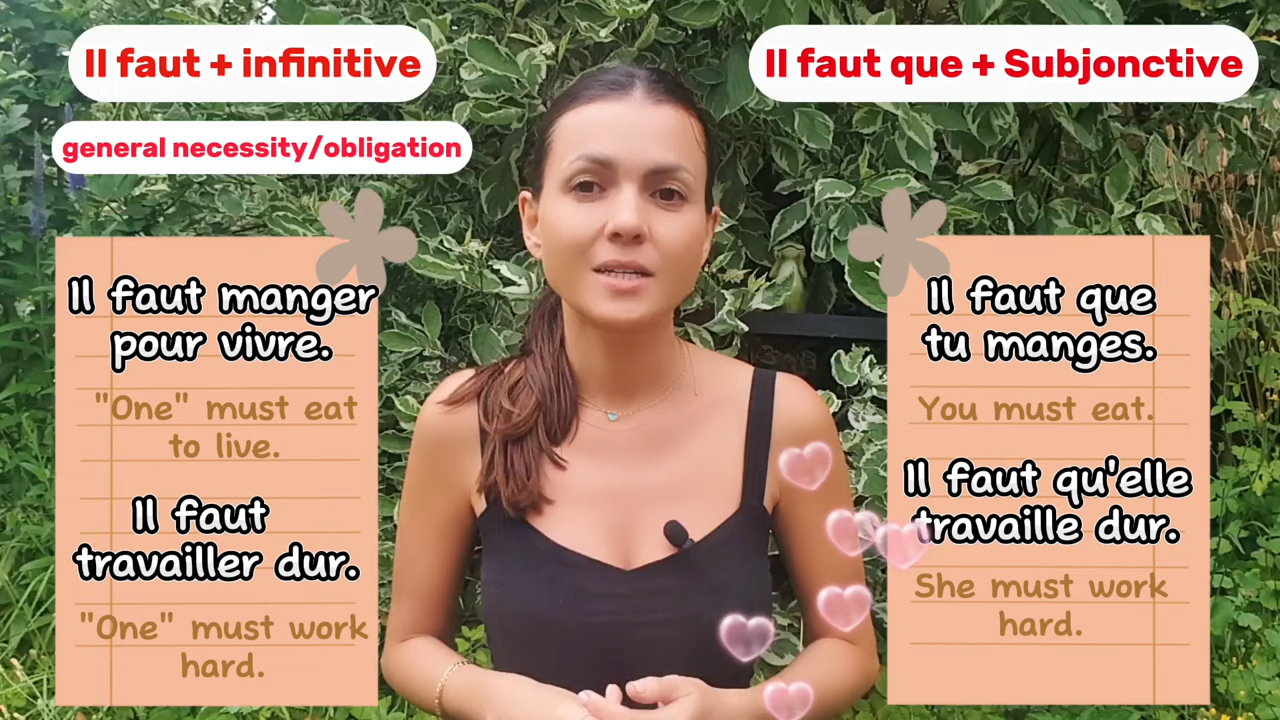 Il faut + infinitive
general necessity/obligation
Il faut manger
pour vivre.
"One" must eat
to live.
Il faut
travailler dur.
"One" must work
hard.
Il faut que + Subjonctive
Il faut que
tu manges.
You must eat.
Il faut qu'elle
travaille dur.
She must work
hard.